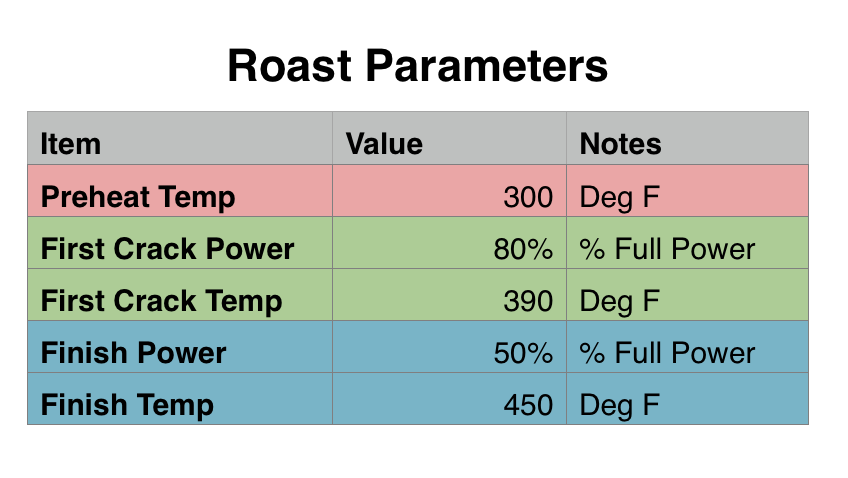 Roast Parameters
Item Value Notes
Preheat Temp 300 Deg F
First Crack Power 80% % Full Power
First Crack Temp 390 Deg F
Finish Power 50% % Full Power
Finish Temp 450 Deg F